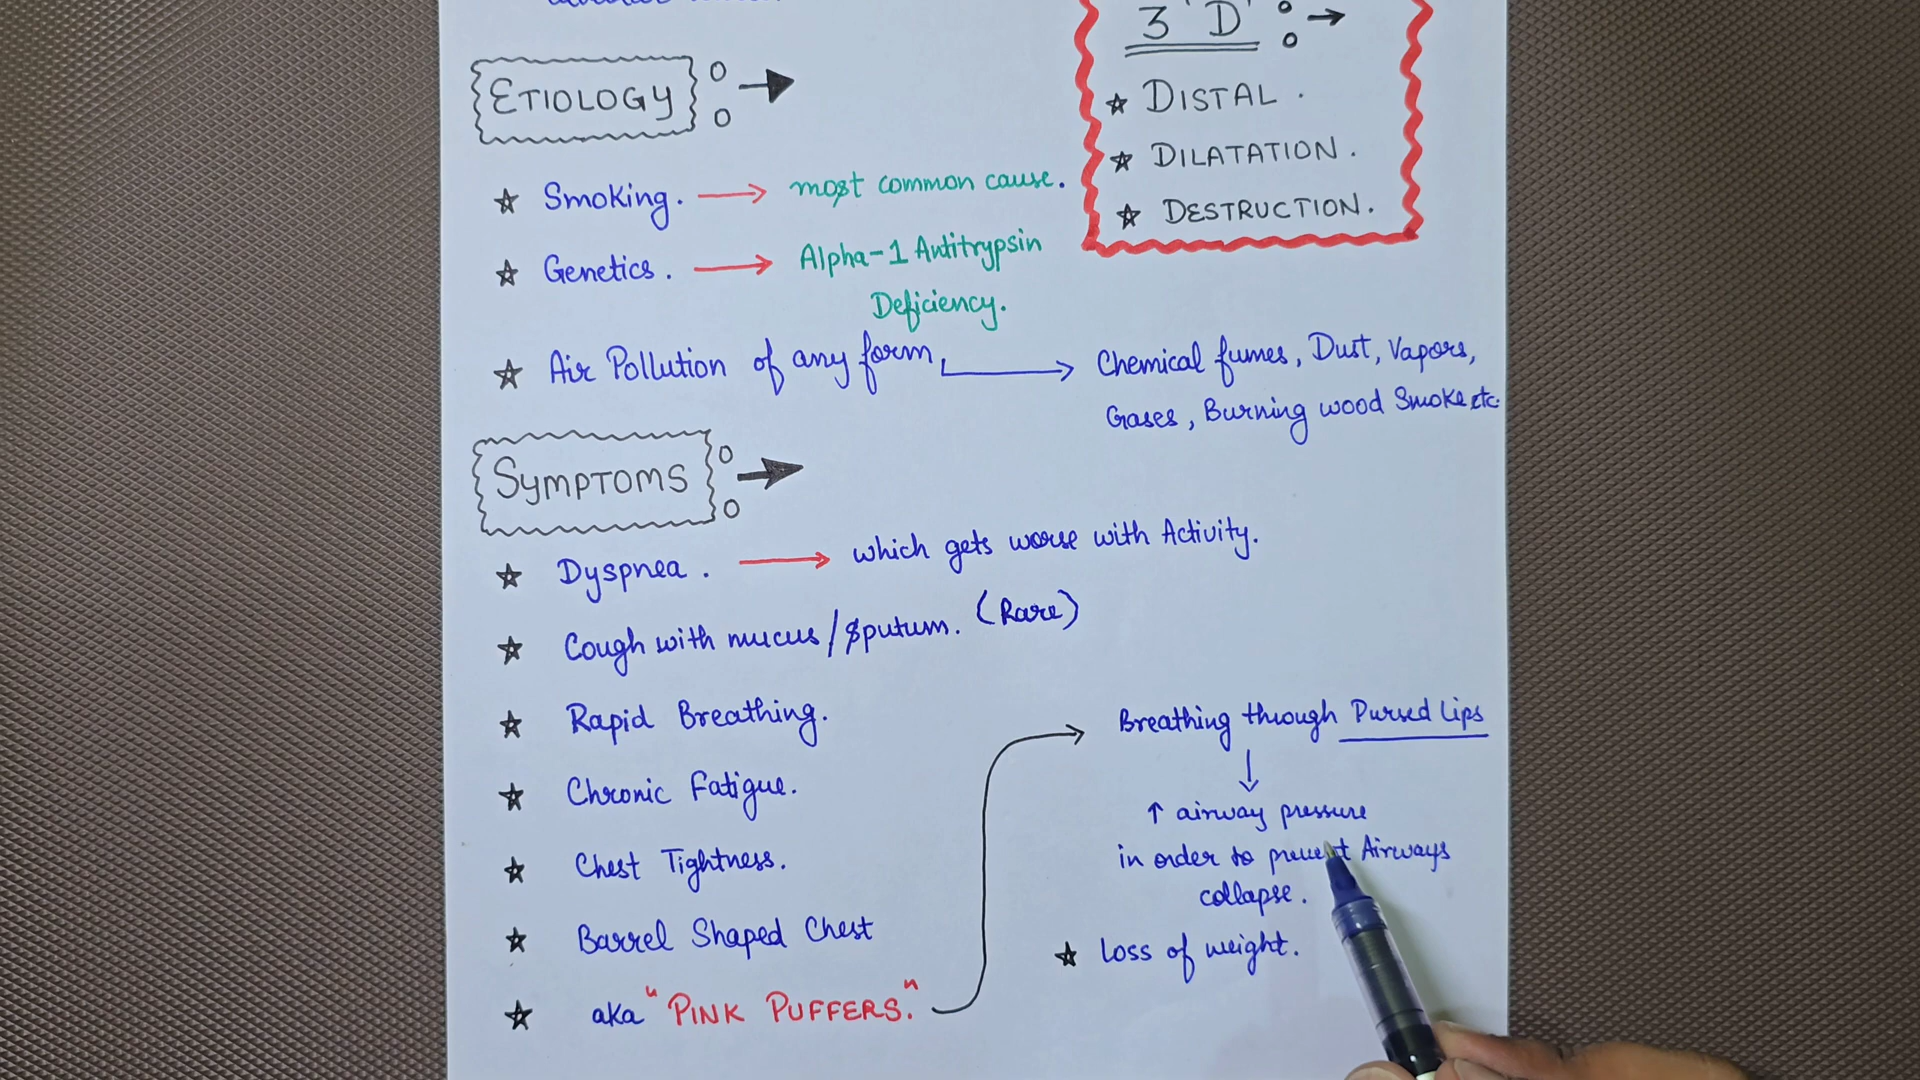 3 'D'
★ DISTAL.
★ DILATATION.
★ DESTRUCTION.
ETIOLOGY
★ Smoking. → most common cause.
★ Genetics. → Alpha-1 Antitrypsin
Deficiency.
★ Air Pollution of any form, → Chemical fumes, Dust, Vapors,
Gases, Burning wood Smoke etc.
SYMPTOMS
★ Dyspnea. → which gets worse with Activity.
★ Cough with mucus/sputum. (Rare)
★ Rapid Breathing.
★ Chronic Fatigue.
★ Chest Tightness.
★ Barrel Shaped Chest
★ aka "PINK PUFFERS."
→ Breathing through Pursed Lips
↓
↑ airway pressure
in order to prevent Airways
collapse.
★ Loss of weight.